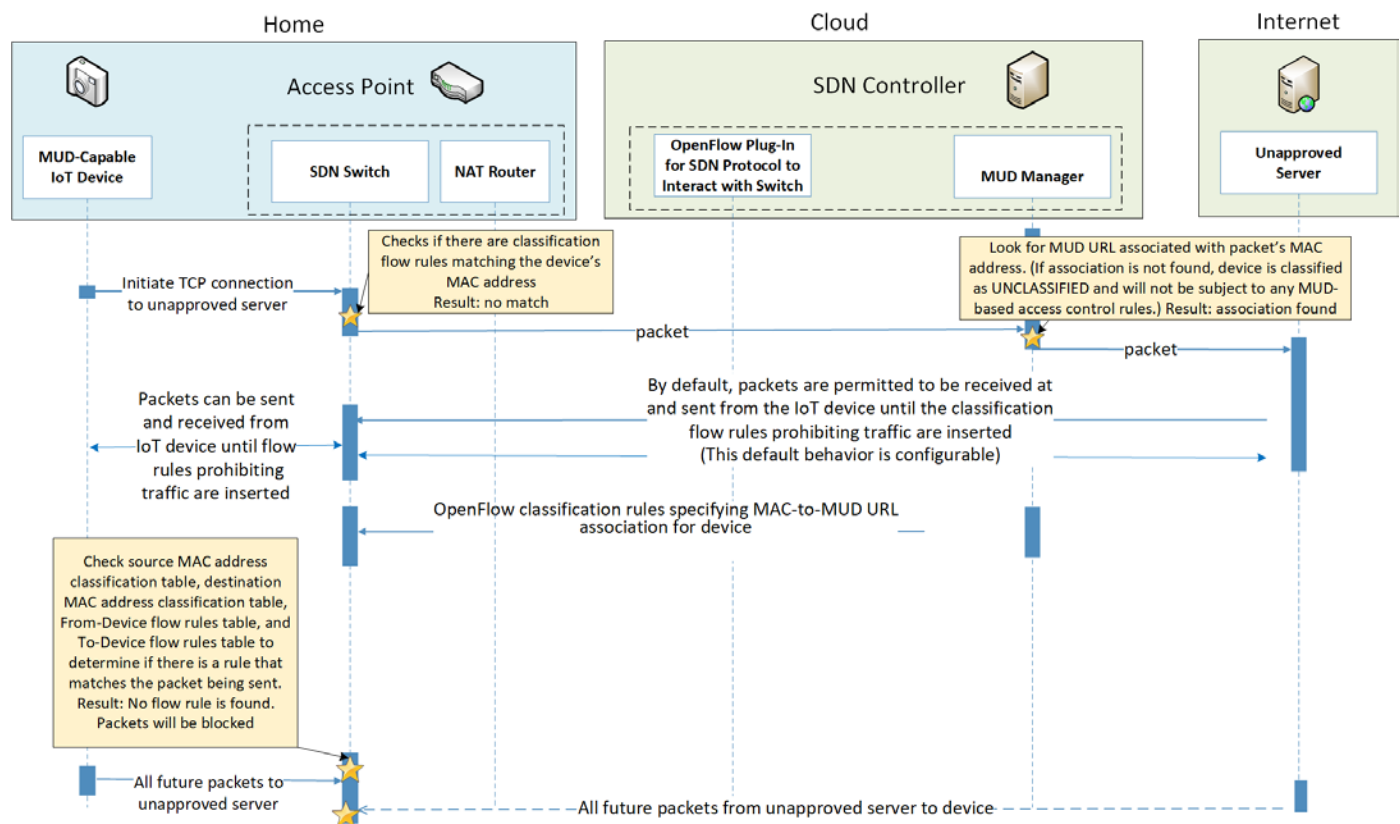 Home
Cloud
Internet
Access Point
SDN Controller
MUD-Capable
IoT Device
SDN Switch
NAT Router
OpenFlow Plug-In
for SDN Protocol to
Interact with Switch
MUD Manager
Unapproved
Server
Checks if there are classification
flow rules matching the device's
MAC address
Result: no match
Look for MUD URL associated with packet's MAC
address. (If association is not found, device is classified
as UNCLASSIFIED and will not be subject to any MUD-
based access control rules.) Result: association found
Initiate TCP connection
to unapproved server
packet
packet
Packets can be sent
and received from
IoT device until flow
rules prohibiting
traffic are inserted
By default, packets are permitted to be received at
and sent from the IoT device until the classification
flow rules prohibiting traffic are inserted
(This default behavior is configurable)
OpenFlow classification rules specifying MAC-to-MUD URL
association for device
Check source MAC address
classification table, destination
MAC address classification table,
From-Device flow rules table, and
To-Device flow rules table to
determine if there is a rule that
matches the packet being sent.
Result: No flow rule is found.
Packets will be blocked
All future packets to
unapproved server
All future packets from unapproved server to device